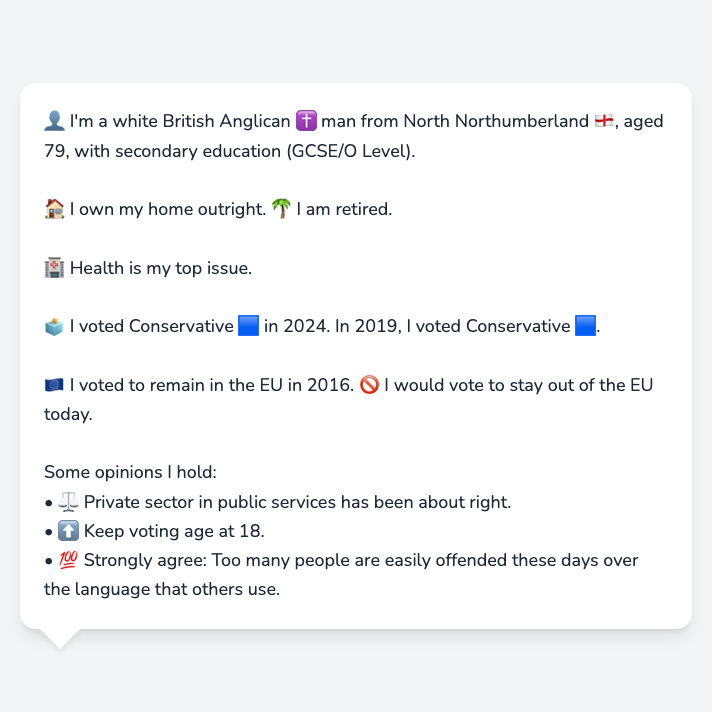 👤 I'm a white British Anglican ✝️ man from North Northumberland 🏴󠁧󠁢󠁥󠁮󠁧󠁿, aged
79, with secondary education (GCSE/O Level).
🏠 I own my home outright. 🌴 I am retired.
🏥 Health is my top issue.
🗳️ I voted Conservative 🟦 in 2024. In 2019, I voted Conservative 🟦.
🇪🇺 I voted to remain in the EU in 2016. 🚫 I would vote to stay out of the EU
today.
Some opinions I hold:
• ⚖️ Private sector in public services has been about right.
• ⬆️ Keep voting age at 18.
• 💯 Strongly agree: Too many people are easily offended these days over
the language that others use.